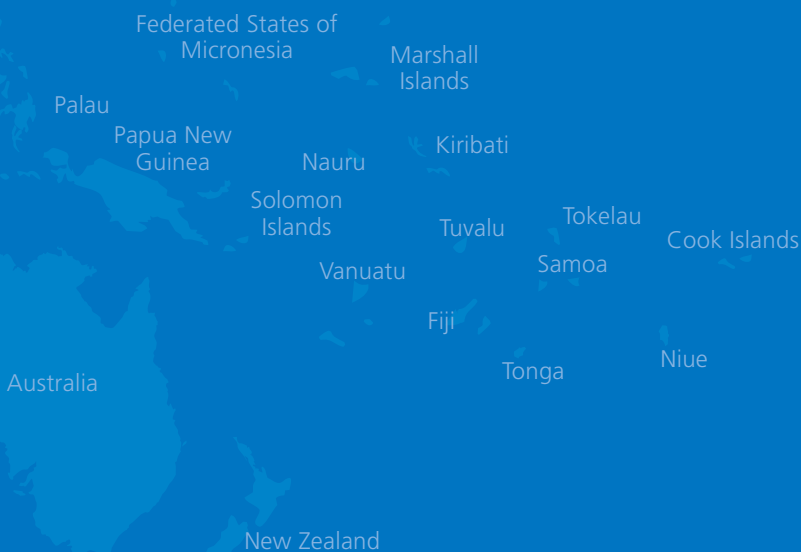 Federated States of
Micronesia
Marshall
Islands
Palau
Papua New
Guinea
Nauru
Kiribati
Solomon
Islands
Tuvalu
Tokelau
Cook Islands
Vanuatu
Samoa
Fiji
Tonga
Niue
Australia
New Zealand